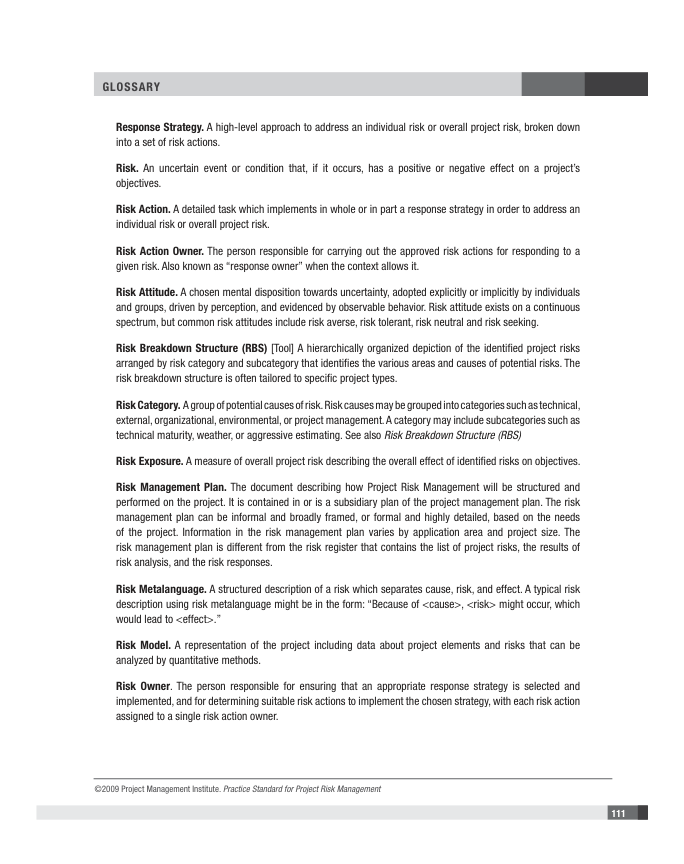 GLOSSARY
Response Strategy. A high-level approach to address an individual risk or overall project risk, broken down
into a set of risk actions.
Risk. An uncertain event or condition that, if it occurs, has a positive or negative effect on a project’s
objectives.
Risk Action. A detailed task which implements in whole or in part a response strategy in order to address an
individual risk or overall project risk.
Risk Action Owner. The person responsible for carrying out the approved risk actions for responding to a
given risk. Also known as “response owner” when the context allows it.
Risk Attitude. A chosen mental disposition towards uncertainty, adopted explicitly or implicitly by individuals
and groups, driven by perception, and evidenced by observable behavior. Risk attitude exists on a continuous
spectrum, but common risk attitudes include risk averse, risk tolerant, risk neutral and risk seeking.
Risk Breakdown Structure (RBS) [Tool] A hierarchically organized depiction of the identified project risks
arranged by risk category and subcategory that identifies the various areas and causes of potential risks. The
risk breakdown structure is often tailored to specific project types.
Risk Category. A group of potential causes of risk. Risk causes may be grouped into categories such as technical,
external, organizational, environmental, or project management. A category may include subcategories such as
technical maturity, weather, or aggressive estimating. See also Risk Breakdown Structure (RBS)
Risk Exposure. A measure of overall project risk describing the overall effect of identified risks on objectives.
Risk Management Plan. The document describing how Project Risk Management will be structured and
performed on the project. It is contained in or is a subsidiary plan of the project management plan. The risk
management plan can be informal and broadly framed, or formal and highly detailed, based on the needs
of the project. Information in the risk management plan varies by application area and project size. The
risk management plan is different from the risk register that contains the list of project risks, the results of
risk analysis, and the risk responses.
Risk Metalanguage. A structured description of a risk which separates cause, risk, and effect. A typical risk
description using risk metalanguage might be in the form: “Because of <cause>, <risk> might occur, which
would lead to <effect>.”
Risk Model. A representation of the project including data about project elements and risks that can be
analyzed by quantitative methods.
Risk Owner. The person responsible for ensuring that an appropriate response strategy is selected and
implemented, and for determining suitable risk actions to implement the chosen strategy, with each risk action
assigned to a single risk action owner.
©2009 Project Management Institute. Practice Standard for Project Risk Management
111